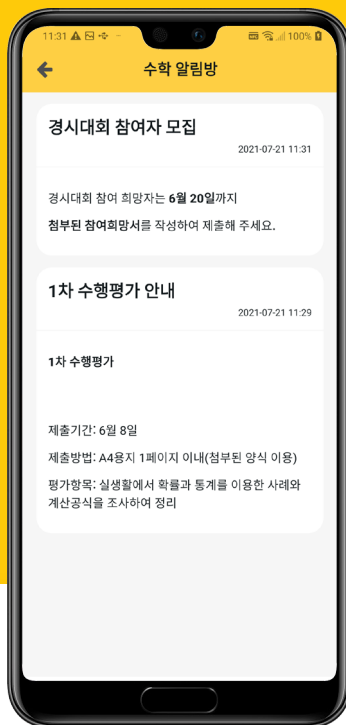 11:31
100%
수학 알림방
경시대회 참여자 모집
2021-07-21 11:31
경시대회 참여 희망자는 6월 20일까지
첨부된 참여희망서를 작성하여 제출해 주세요.
1차 수행평가 안내
2021-07-21 11:29
1차 수행평가
제출기간: 6월 8일
제출방법: A4용지 1페이지 이내(첨부된 양식 이용)
평가항목: 실생활에서 확률과 통계를 이용한 사례와
계산공식을 조사하여 정리